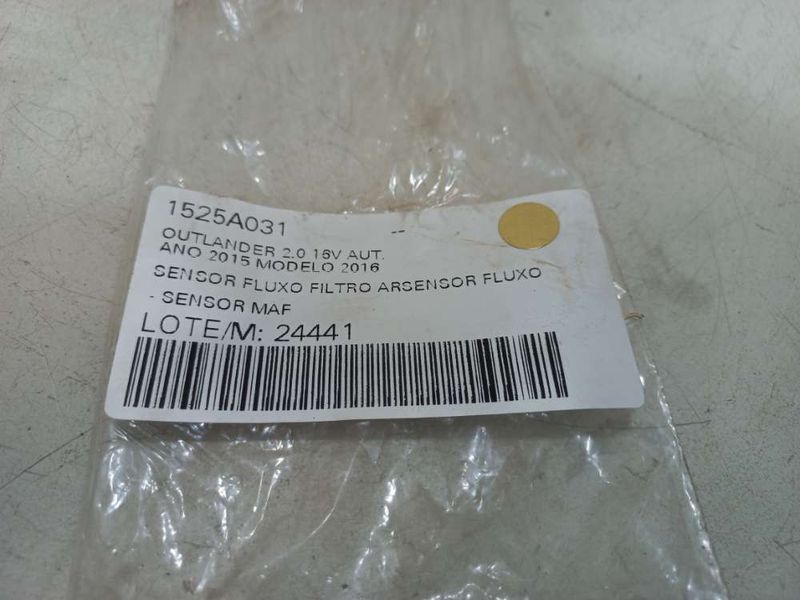 1525A031
OUTLANDER 2.0 16V AUT.
ANO 2015 MODELO 2016
SENSOR FLUXO FILTRO ARSENSOR FLUXO
- SENSOR MAF
LOTE/M: 24441